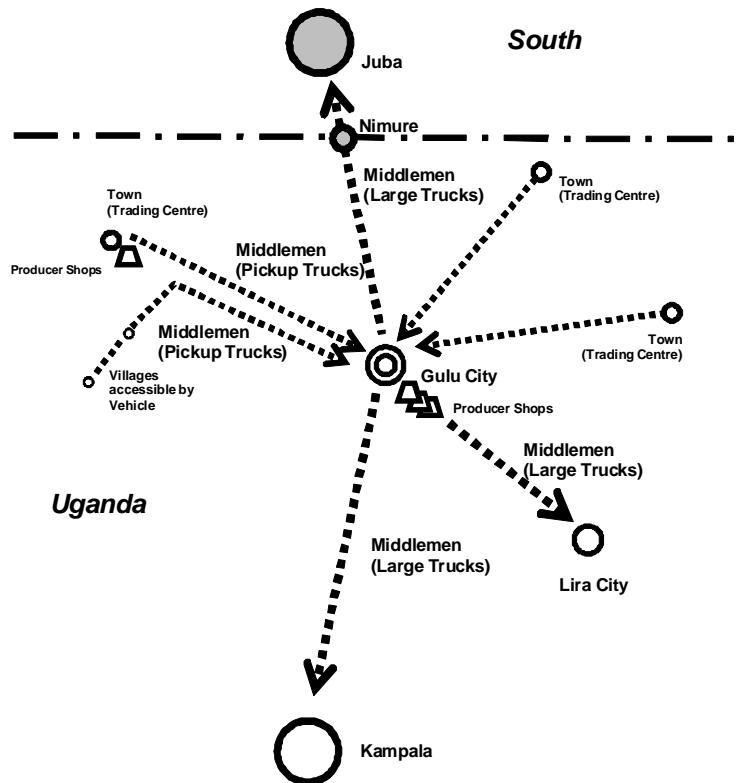 South
Juba
Nimure
Middlemen
(Large Trucks)
Town
(Trading Centre)
Town
(Trading Centre)
Producer Shops
Middlemen
(Pickup Trucks)
Middlemen
(Pickup Trucks)
Town
(Trading Centre)
Villages
accessible by
Vehicle
Gulu City
Producer Shops
Middlemen
(Large Trucks)
Uganda
Middlemen
(Large Trucks)
Lira City
Kampala